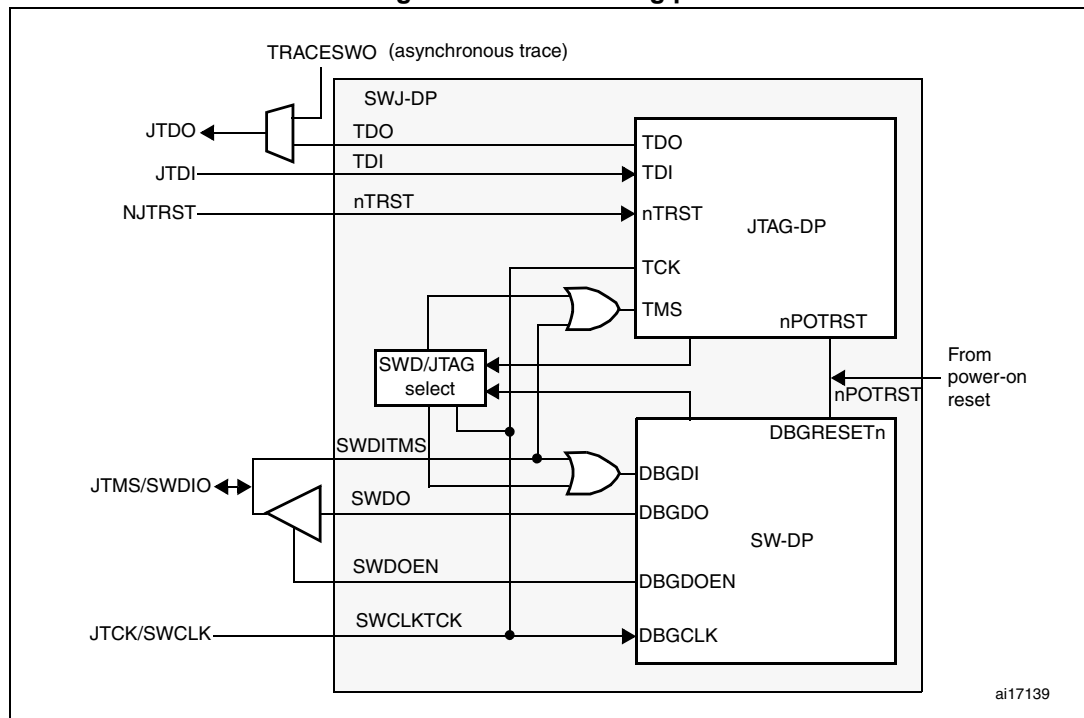 TRACESWO (asynchronous trace)
SWJ-DP
JTDO
TDO
TDO
JTDI
TDI
TDI
NJTRST
nTRST
nTRST
JTAG-DP
TCK
TMS
nPOTRST
SWD/JTAG
select
From
power-on
reset
nPOTRST
DBGRESETn
SWDITMS
DBGDI
JTMS/SWDIO
SWDO
DBGDO
SW-DP
SWDOEN
DBGDOEN
JTCK/SWCLK
SWCLKTCK
DBGCLK
ai17139